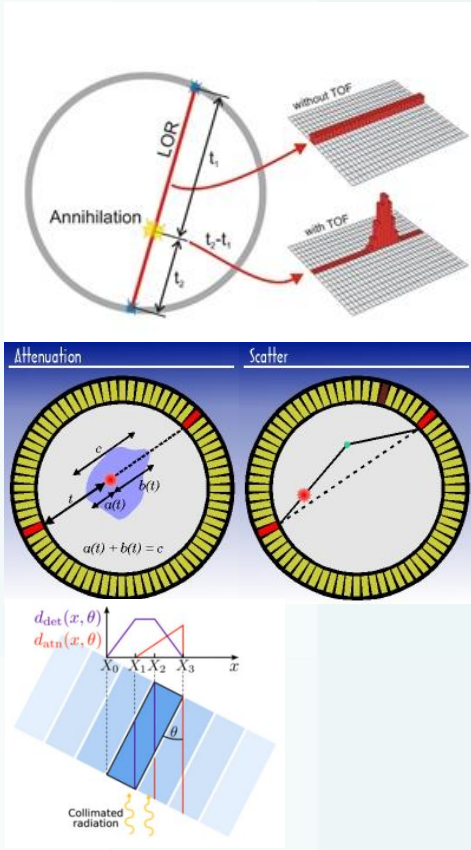 without TOF
LOR
t₁
Annihilation
with TOF
t₂-t₁
t₂
Attenuation
Scatter
c
b(t)
t
a(t)
a(t) + b(t) = c
d_det(x, θ)
d_atn(x, θ)
X₀ X₁ X₂ X₃ x
θ
Collimated
radiation